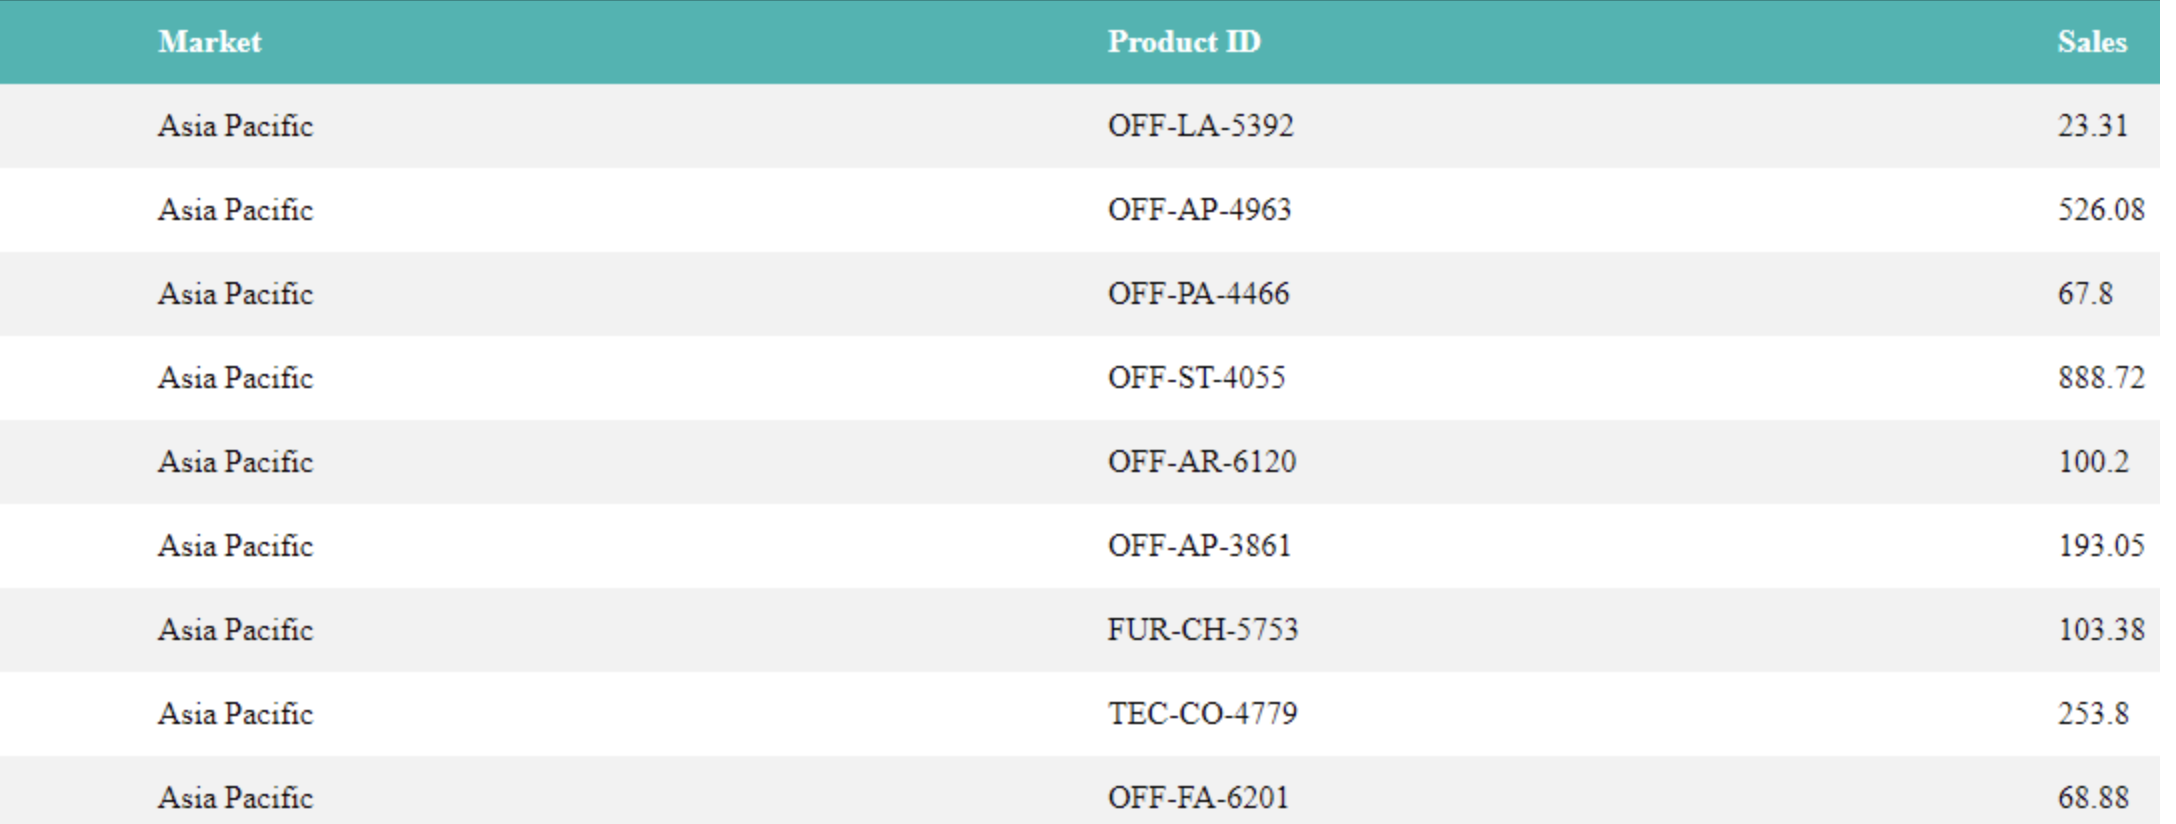 Market Product ID Sales
Asia Pacific OFF-LA-5392 23.31
Asia Pacific OFF-AP-4963 526.08
Asia Pacific OFF-PA-4466 67.8
Asia Pacific OFF-ST-4055 888.72
Asia Pacific OFF-AR-6120 100.2
Asia Pacific OFF-AP-3861 193.05
Asia Pacific FUR-CH-5753 103.38
Asia Pacific TEC-CO-4779 253.8
Asia Pacific OFF-FA-6201 68.88